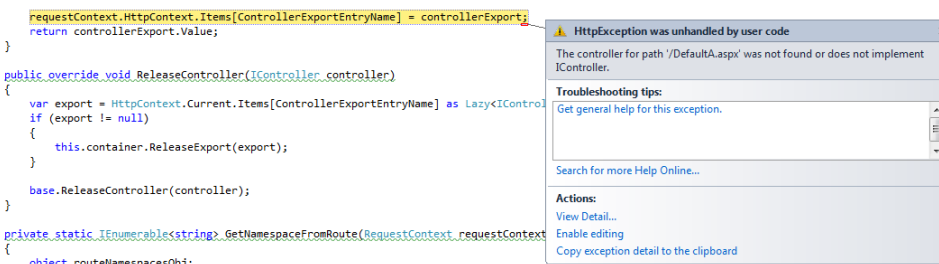 requestContext.HttpContext.Items[ControllerExportEntryName] = controllerExport;
return controllerExport.Value;
}
public override void ReleaseController(IController controller)
{
var export = HttpContext.Current.Items[ControllerExportEntryName] as Lazy<IControl
if (export != null)
{
this.container.ReleaseExport(export);
}
base.ReleaseController(controller);
}
private static IEnumerable<string> GetNamespaceFromRoute(RequestContext requestContext
{
object routeNamespacesObj;
HttpException was unhandled by user code
The controller for path '/DefaultA.aspx' was not found or does not implement
IController.
Troubleshooting tips:
Get general help for this exception.
Search for more Help Online...
Actions:
View Detail...
Enable editing
Copy exception detail to the clipboard